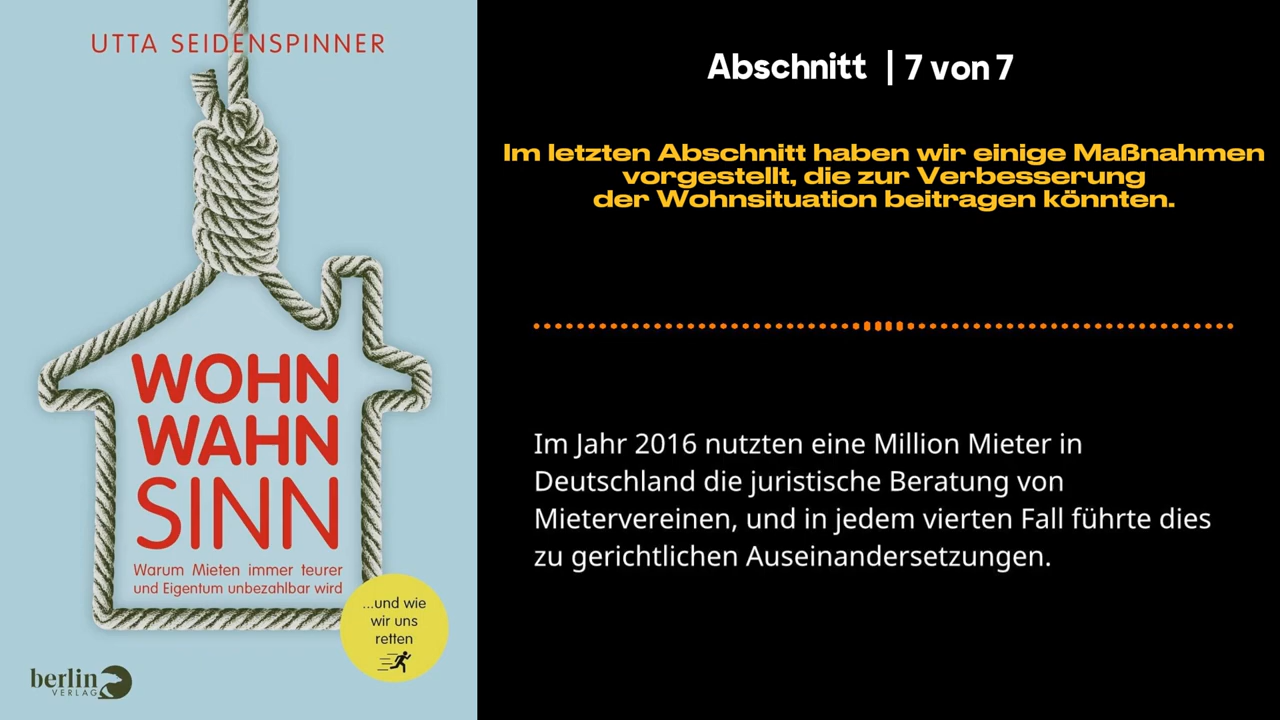 UTTA SEIDENSPINNER
WOHN
WAHN
SINN
Warum Mieten immer teurer
und Eigentum unbezahlbar wird
...und wie
wir uns
retten
berlin
VERLAG
Abschnitt | 7 von 7
Im letzten Abschnitt haben wir einige Maßnahmen
vorgestellt, die zur Verbesserung
der Wohnsituation beitragen könnten.
Im Jahr 2016 nutzten eine Million Mieter in
Deutschland die juristische Beratung von
Mietervereinen, und in jedem vierten Fall führte dies
zu gerichtlichen Auseinandersetzungen.